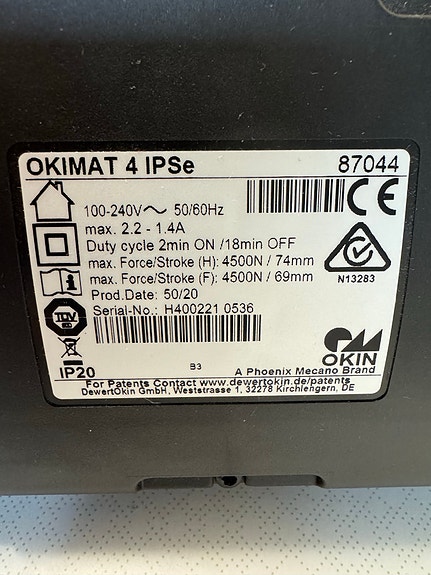 OKIMAT 4 IPSe 87044
100-240V~ 50/60Hz
max. 2.2 - 1.4A
Duty cycle 2min ON /18min OFF
max. Force/Stroke (H): 4500N / 74mm
max. Force/Stroke (F): 4500N / 69mm
Prod.Date: 50/20
Serial-No.: H400221 0536
CE
N13283
TÜV
OKIN
IP20
B3
A Phoenix Mecano Brand
For Patents Contact www.dewertokin.de/patents
DewertOkin GmbH, Weststrasse 1, 32278 Kirchlengern, DE